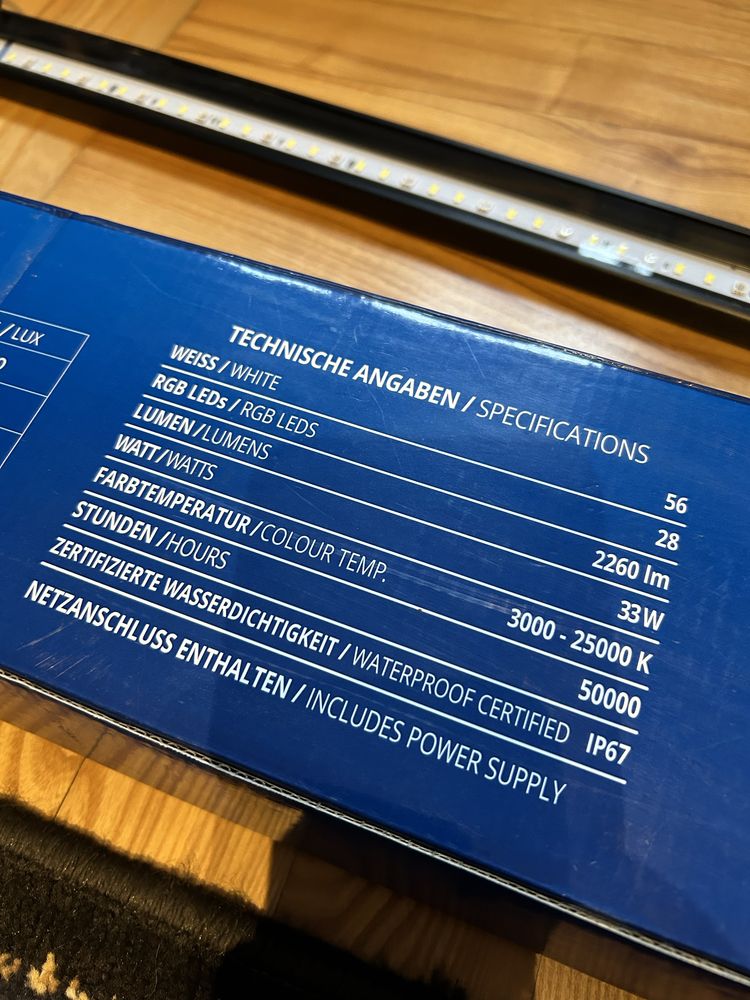 / LUX
TECHNISCHE ANGABEN / SPECIFICATIONS
WEISS / WHITE 56
RGB LEDs / RGB LEDS 28
LUMEN / LUMENS 2260 lm
WATT / WATTS 33W
FARBTEMPERATUR / COLOUR TEMP. 3000 - 25000 K
STUNDEN / HOURS 50000
ZERTIFIZIERTE WASSERDICHTIGKEIT / WATERPROOF CERTIFIED IP67
NETZANSCHLUSS ENTHALTEN / INCLUDES POWER SUPPLY